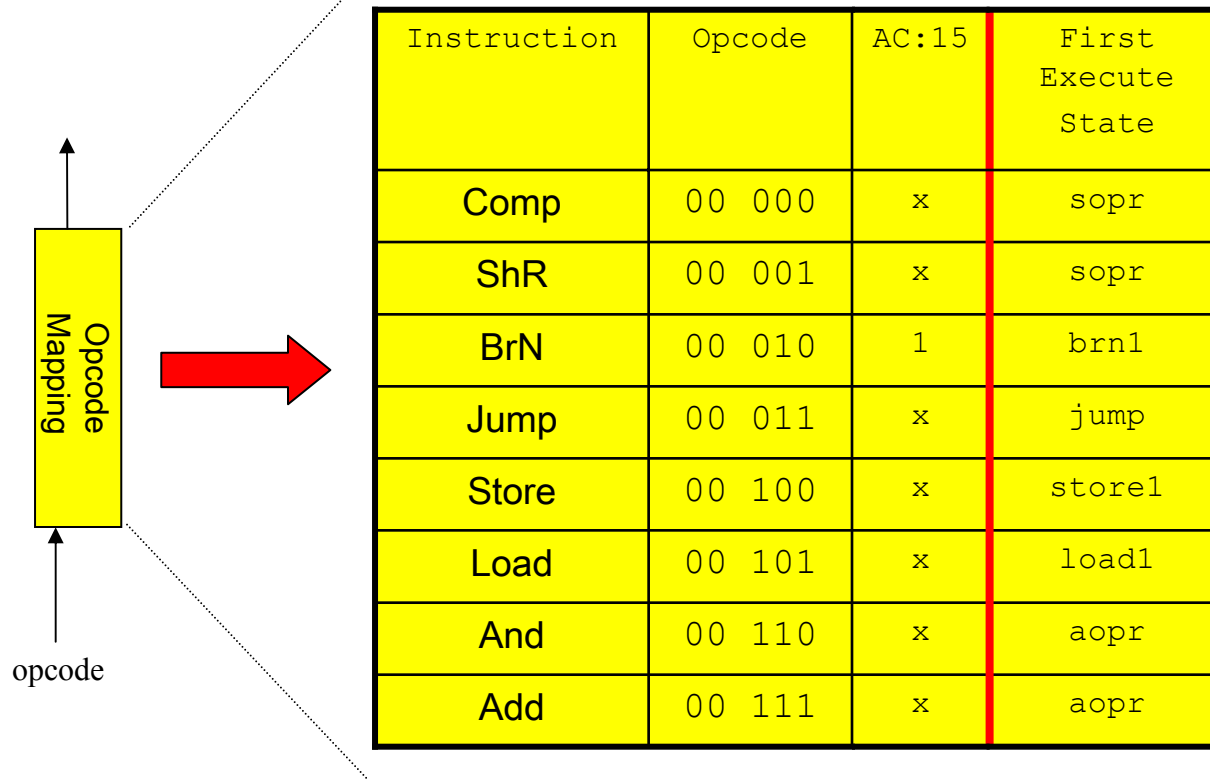 Opcode
Mapping
opcode
Instruction Opcode AC:15 First
Execute
State
Comp 00 000 x sopr
ShR 00 001 x sopr
BrN 00 010 1 brn1
Jump 00 011 x jump
Store 00 100 x store1
Load 00 101 x load1
And 00 110 x aopr
Add 00 111 x aopr